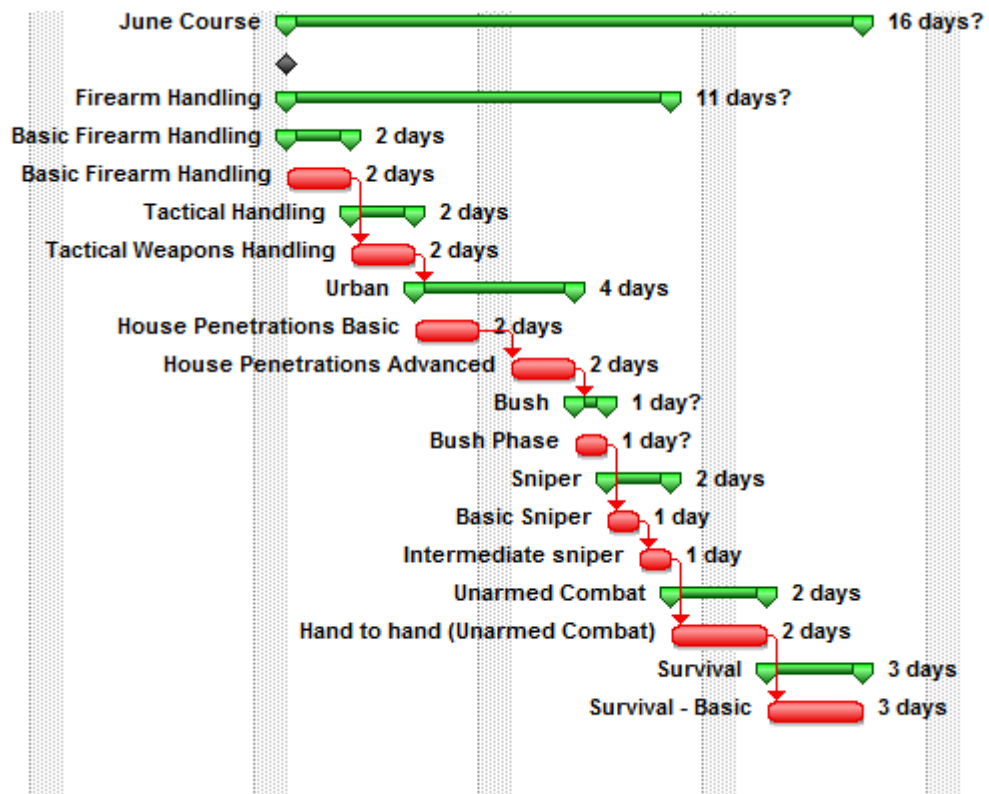 June Course 16 days?
Firearm Handling 11 days?
Basic Firearm Handling 2 days
Basic Firearm Handling 2 days
Tactical Handling 2 days
Tactical Weapons Handling 2 days
Urban 4 days
House Penetrations Basic 2 days
House Penetrations Advanced 2 days
Bush 1 day?
Bush Phase 1 day?
Sniper 2 days
Basic Sniper 1 day
Intermediate sniper 1 day
Unarmed Combat 2 days
Hand to hand (Unarmed Combat) 2 days
Survival 3 days
Survival - Basic 3 days